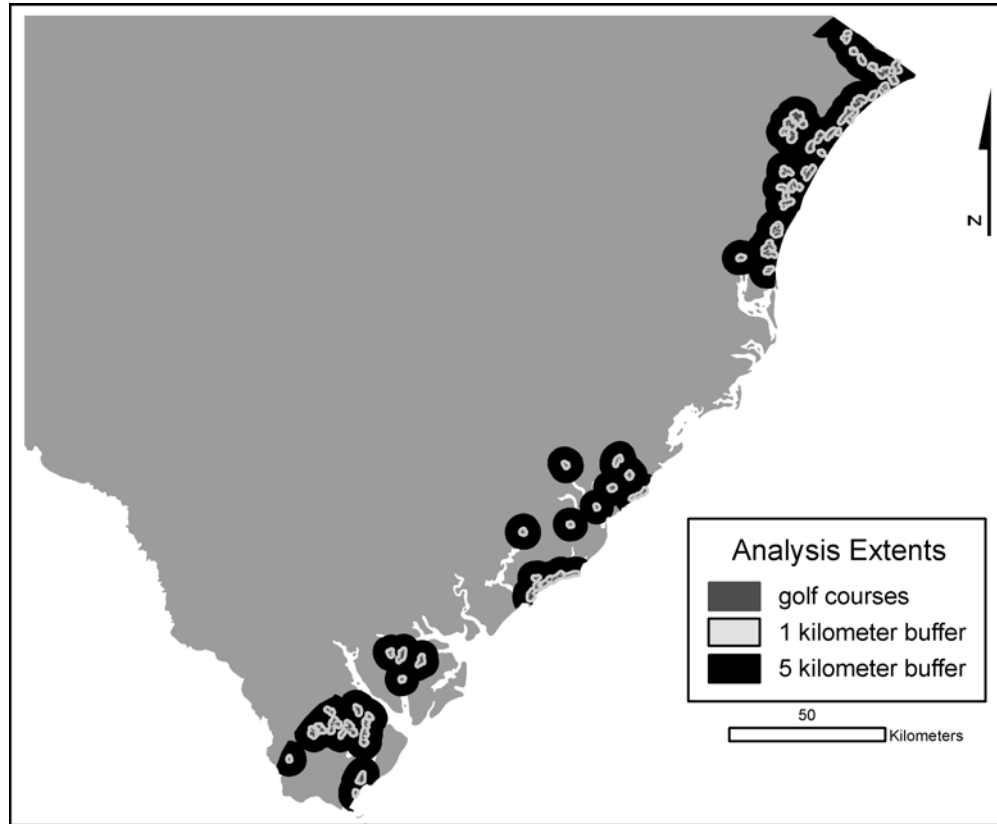 N
Analysis Extents
golf courses
1 kilometer buffer
5 kilometer buffer
50
Kilometers